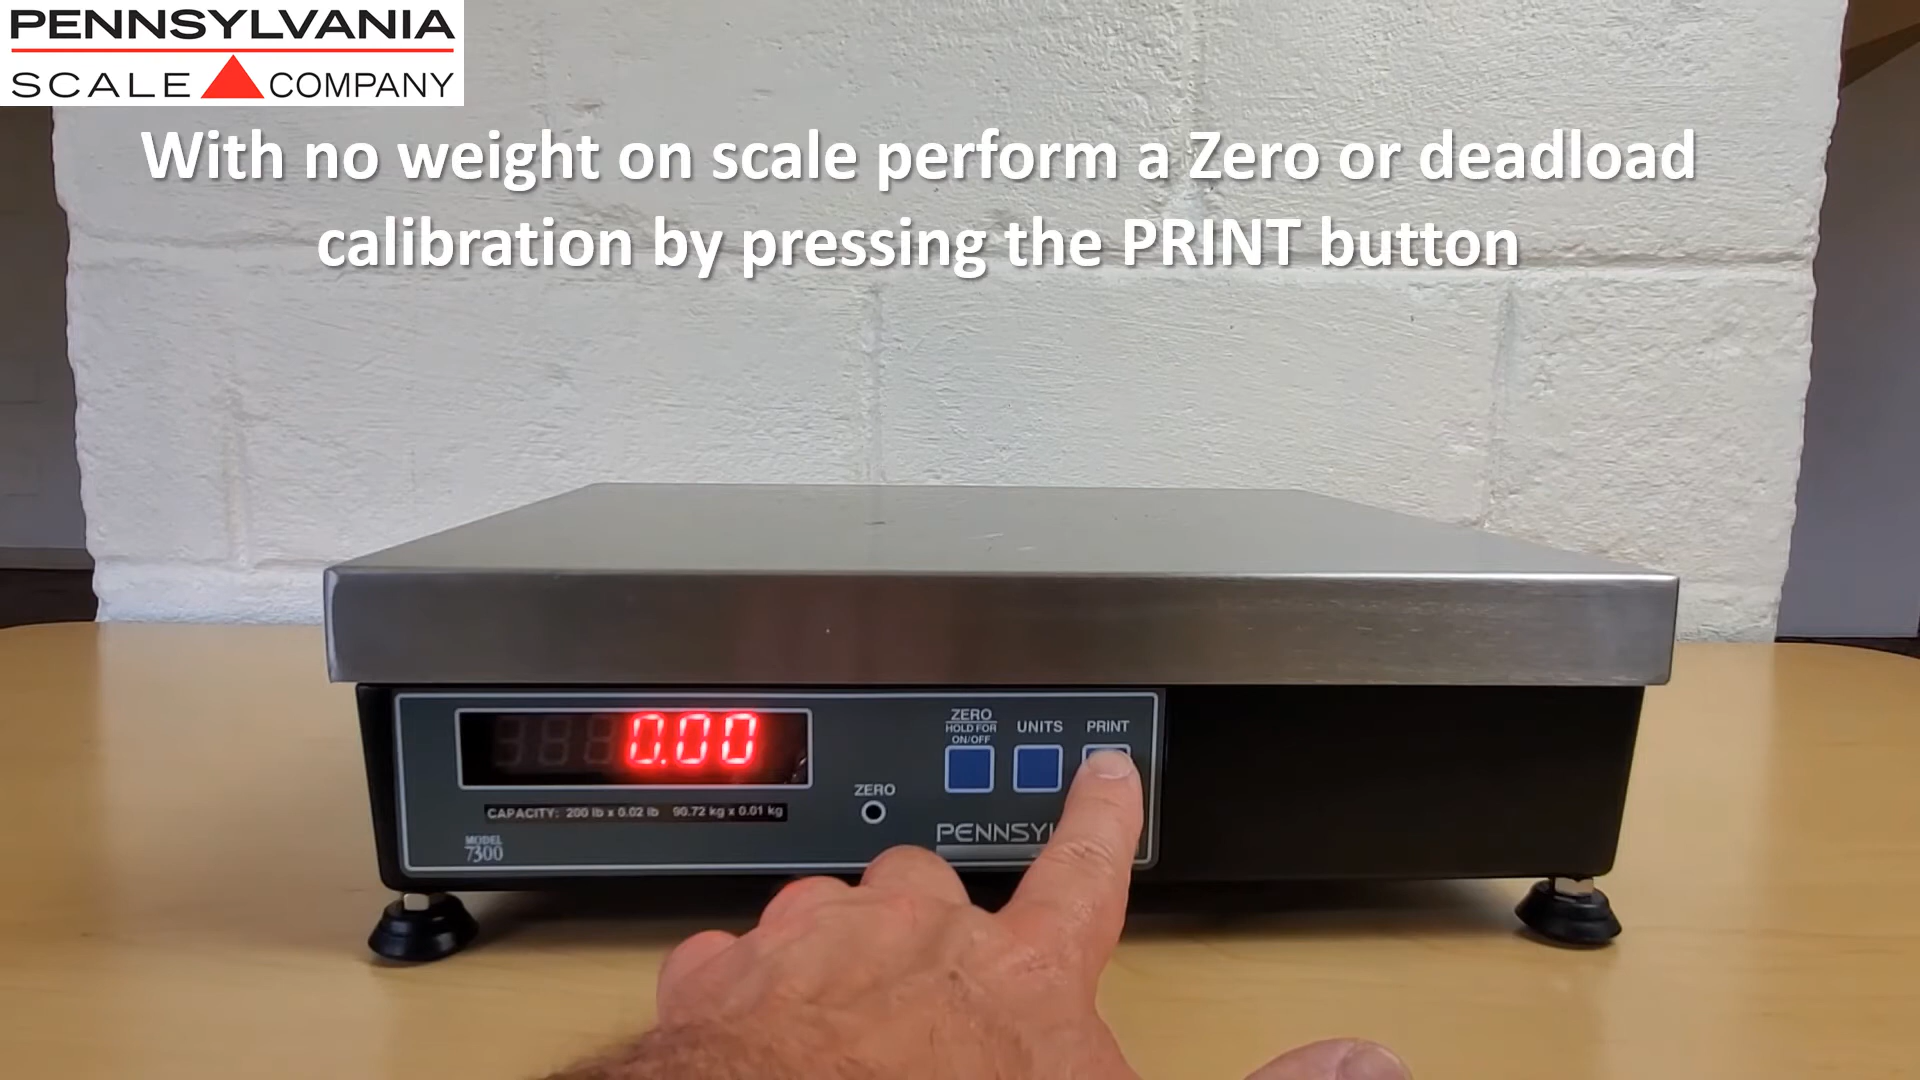 PENNSYLVANIA
SCALE COMPANY
With no weight on scale perform a Zero or deadload
calibration by pressing the PRINT button
0.00
ZERO
HOLD FOR
ON/OFF
UNITS
PRINT
ZERO
CAPACITY: 200 lb x 0.02 lb 90.72 kg x 0.01 kg
MODEL
7300
PENNSYL